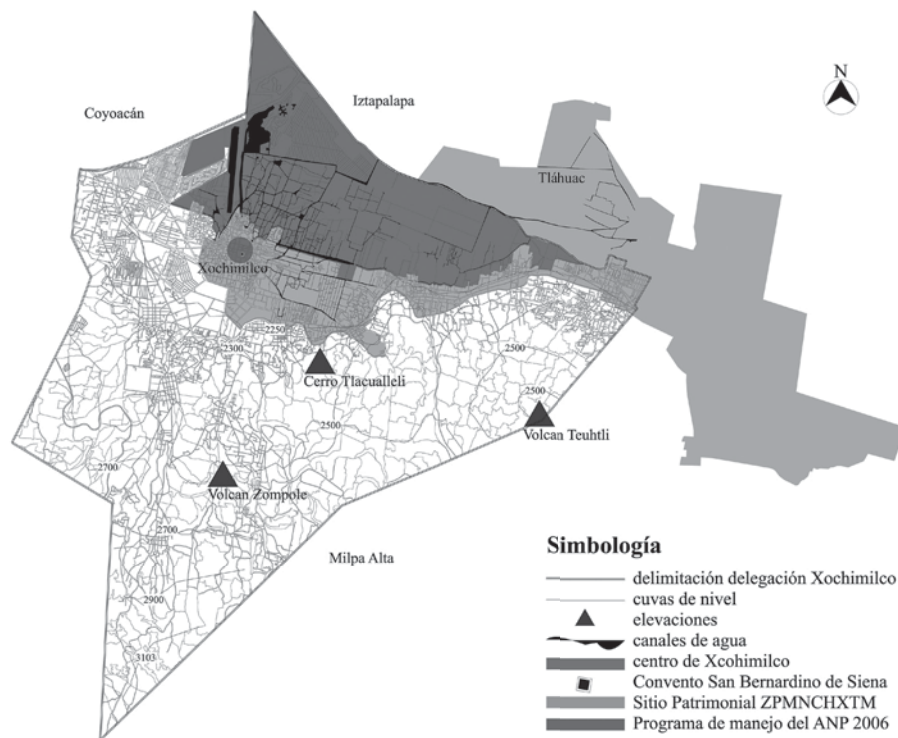 N
Coyoacán
Iztapalapa
Tláhuac
Xochimilco
2250
2300
2500
Cerro Tlacualleli
2500
2500
Volcan Teuhtli
2700
Volcan Zompole
2700
Milpa Alta
2900
3103
Simbología
delimitación delegación Xochimilco
cuvas de nivel
elevaciones
canales de agua
centro de Xcohimilco
Convento San Bernardino de Siena
Sitio Patrimonial ZPMNCHXTM
Programa de manejo del ANP 2006